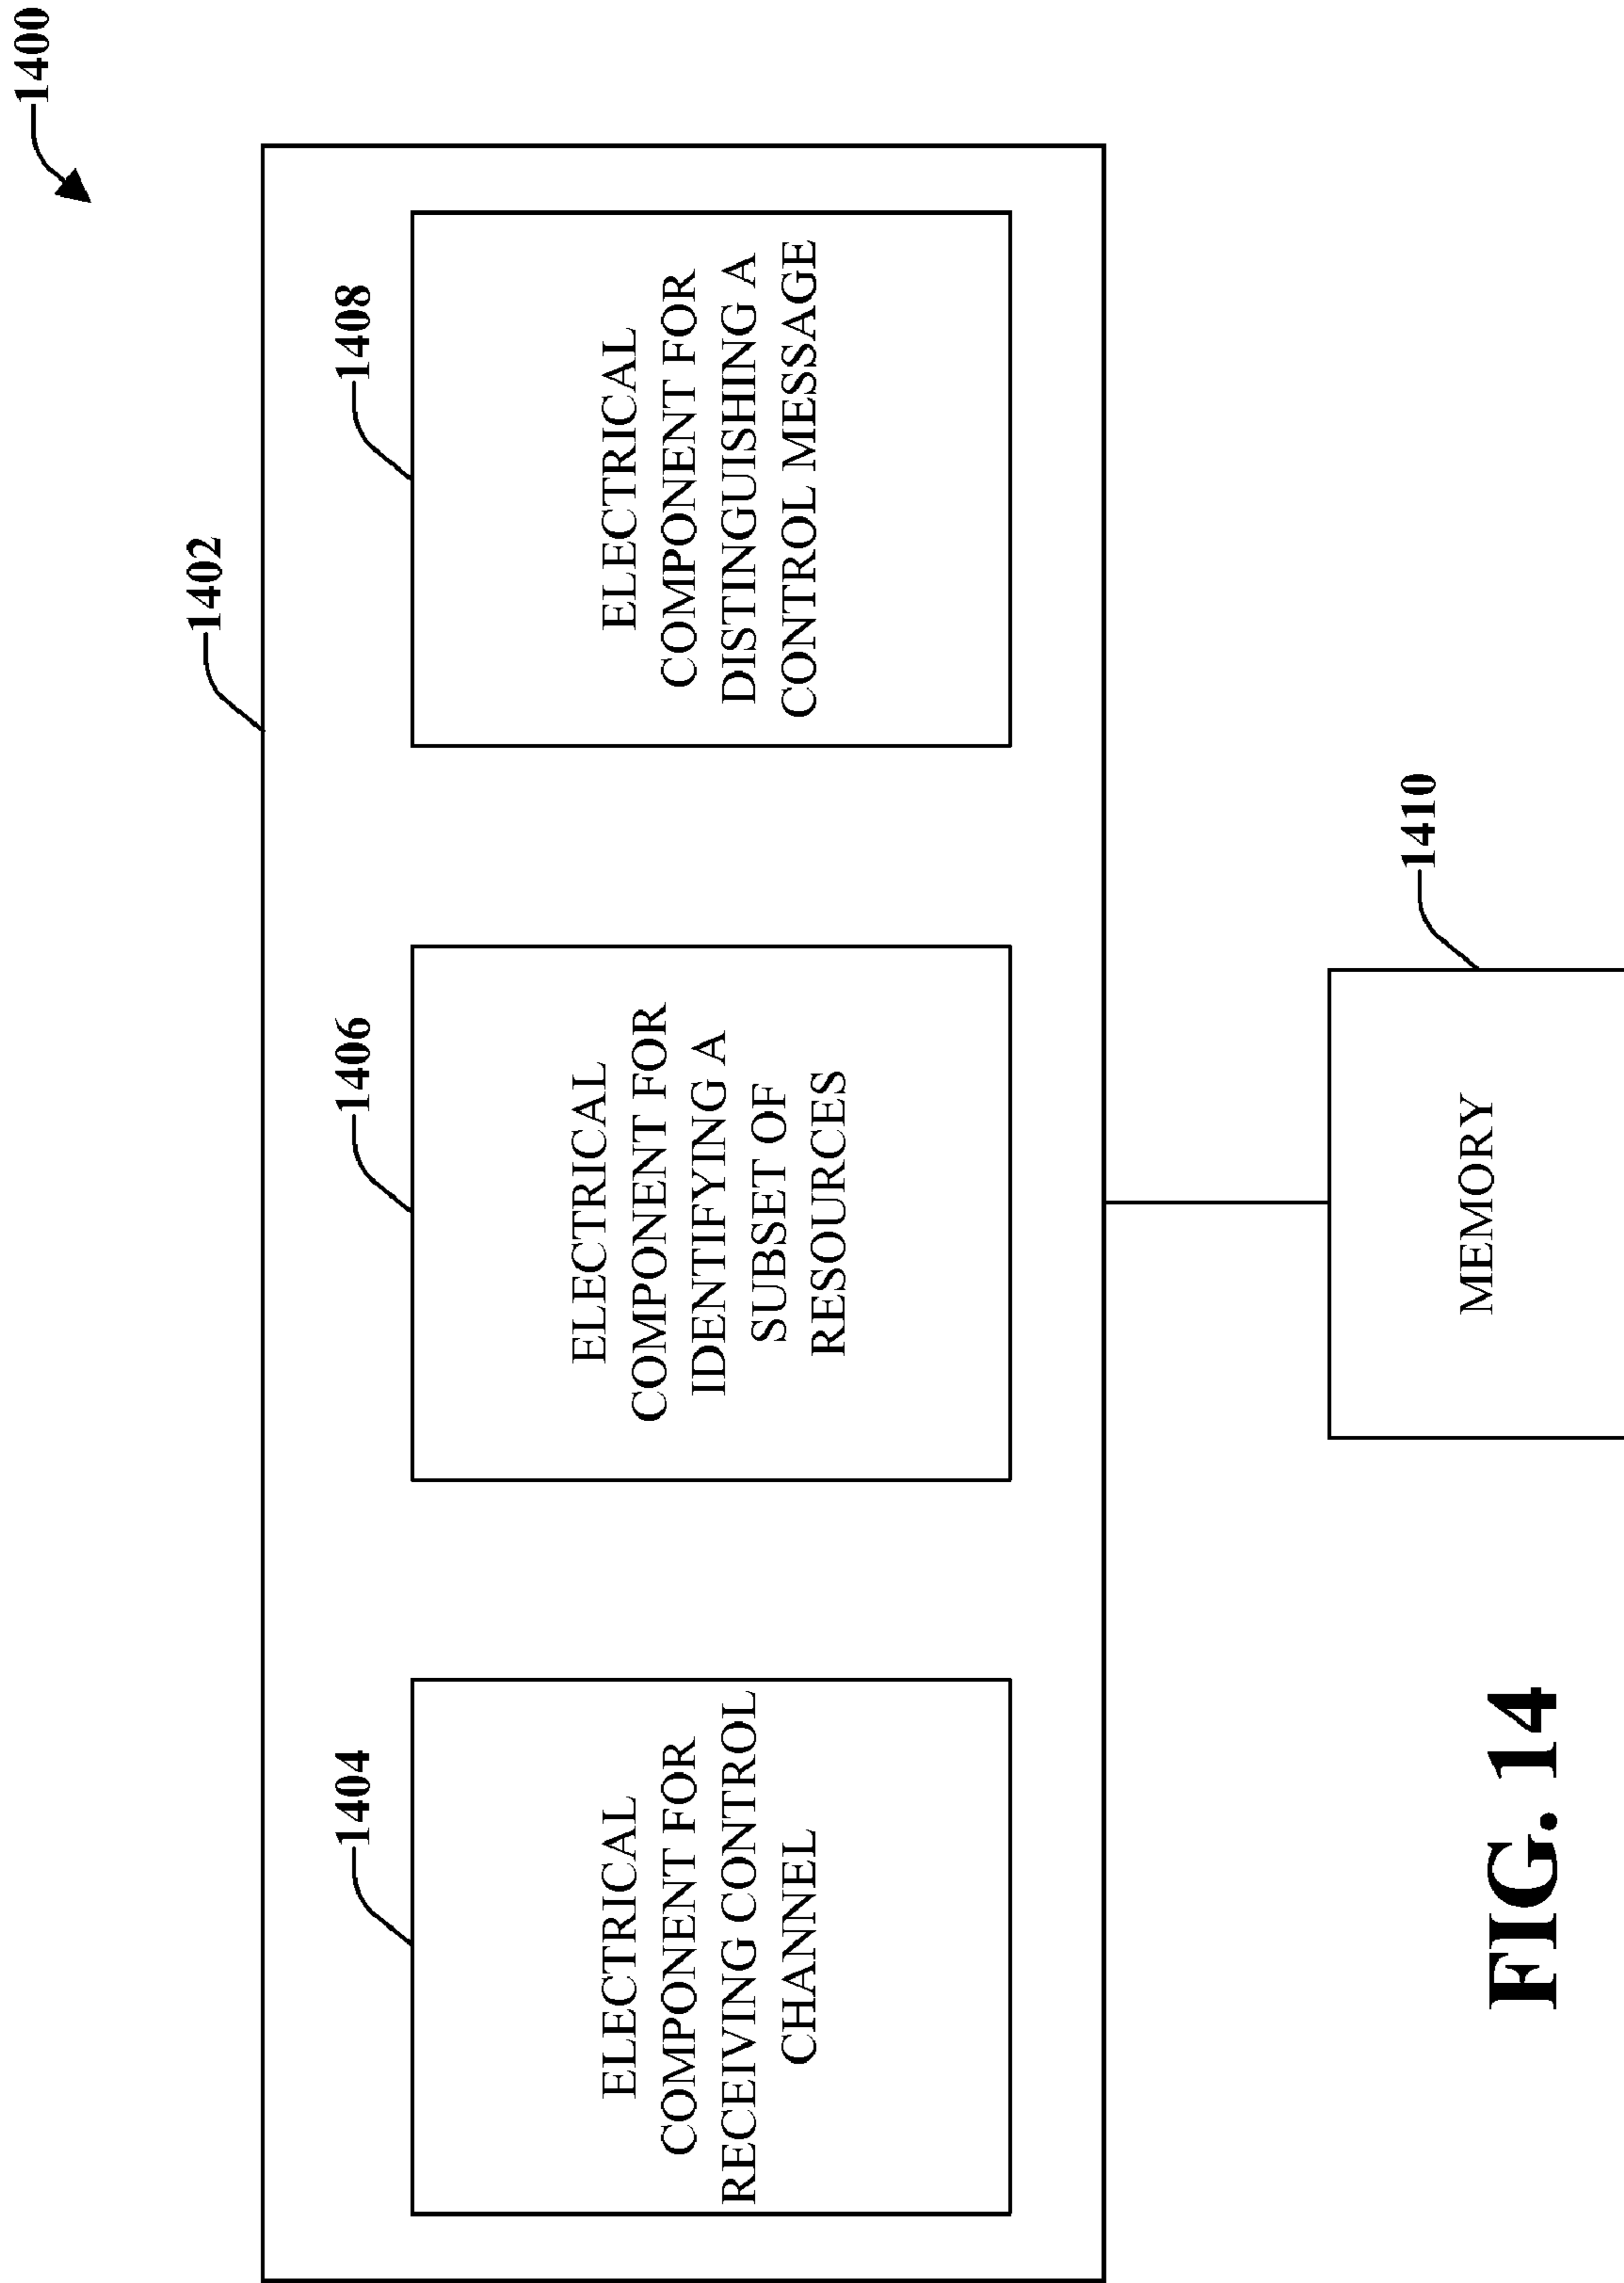 1400
1402
1404
ELECTRICAL
COMPONENT FOR
RECEIVING CONTROL
CHANNEL
1406
ELECTRICAL
COMPONENT FOR
IDENTIFYING A
SUBSET OF
RESOURCES
1408
ELECTRICAL
COMPONENT FOR
DISTINGUISHING A
CONTROL MESSAGE
1410
MEMORY
FIG. 14